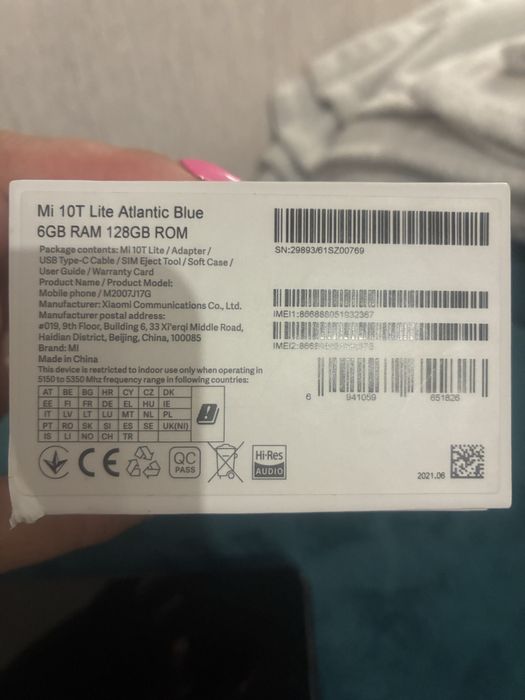 Mi 10T Lite Atlantic Blue
6GB RAM 128GB ROM
Package contents: Mi 10T Lite / Adapter /
USB Type-C Cable / SIM Eject Tool / Soft Case /
User Guide / Warranty Card
Product Name / Product Model:
Mobile phone / M2007J17G
Manufacturer: Xiaomi Communications Co., Ltd.
Manufacturer postal address:
#019, 9th Floor, Building 6, 33 Xi'erqi Middle Road,
Haidian District, Beijing, China, 100085
Brand: MI
Made in China
This device is restricted to indoor use only when operating in
5150 to 5350 Mhz frequency range in following countries:
AT BE BG HR CY CZ DK
EE FI FR DE EL HU IE
IT LV LT LU MT NL PL
PT RO SK SI ES SE UK(NI)
IS LI NO CH TR
CE
QC
PASS
Hi-Res
AUDIO
SN:29893/61SZ00769
IMEI1:866868051932367
IMEI2:
6 941059 651826
2021.06